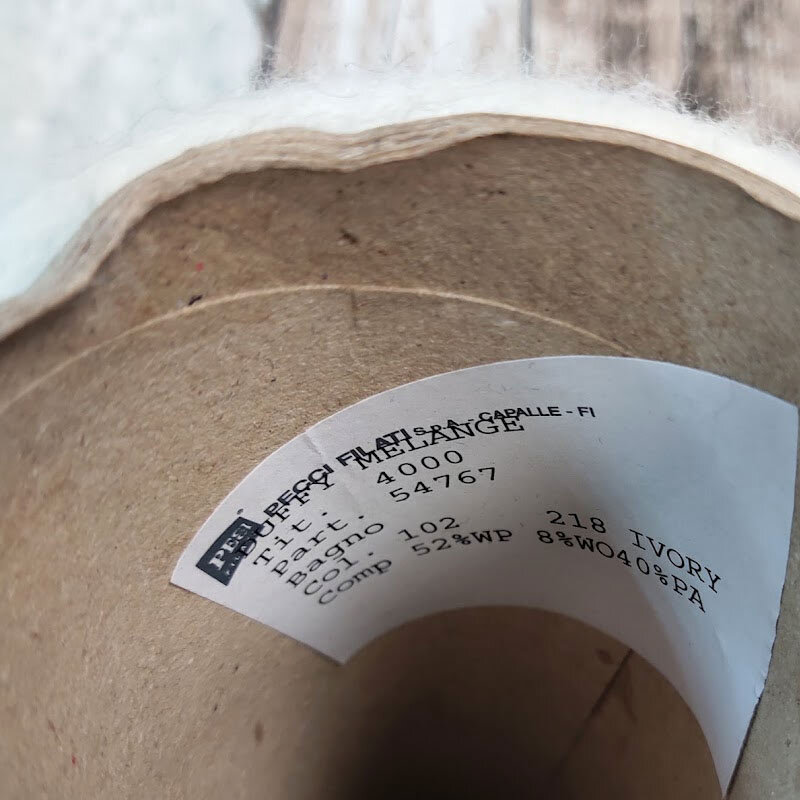 PECCI FILATI S.p.A. - CAPALLE - FI
DUFFY MELANGE
Tit. 4000
Part. 54767
Bagno
Col. 102 218 IVORY
Comp 52%WP 8%WO40%PA